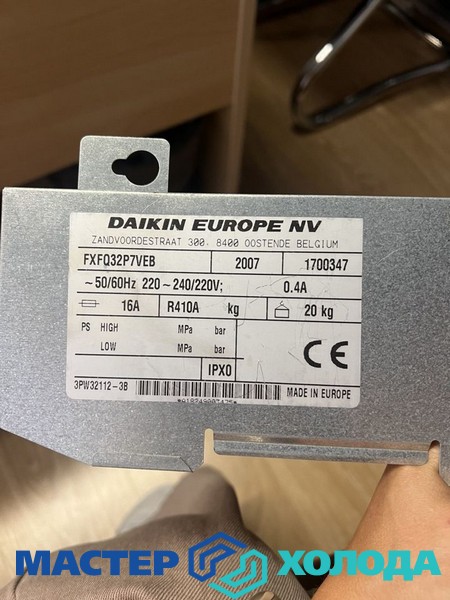 DAIKIN EUROPE NV
ZANDVOORDESTRAAT 300, 8400 OOSTENDE BELGIUM
FXFQ32P7VEB 2007 1700347
~50/60Hz 220~240/220V; 0.4A
16A R410A kg 20 kg
PS HIGH MPa bar
LOW MPa bar
IPX0
CE
3PW32112-3B MADE IN EUROPE
МАСТЕР ХОЛОДА